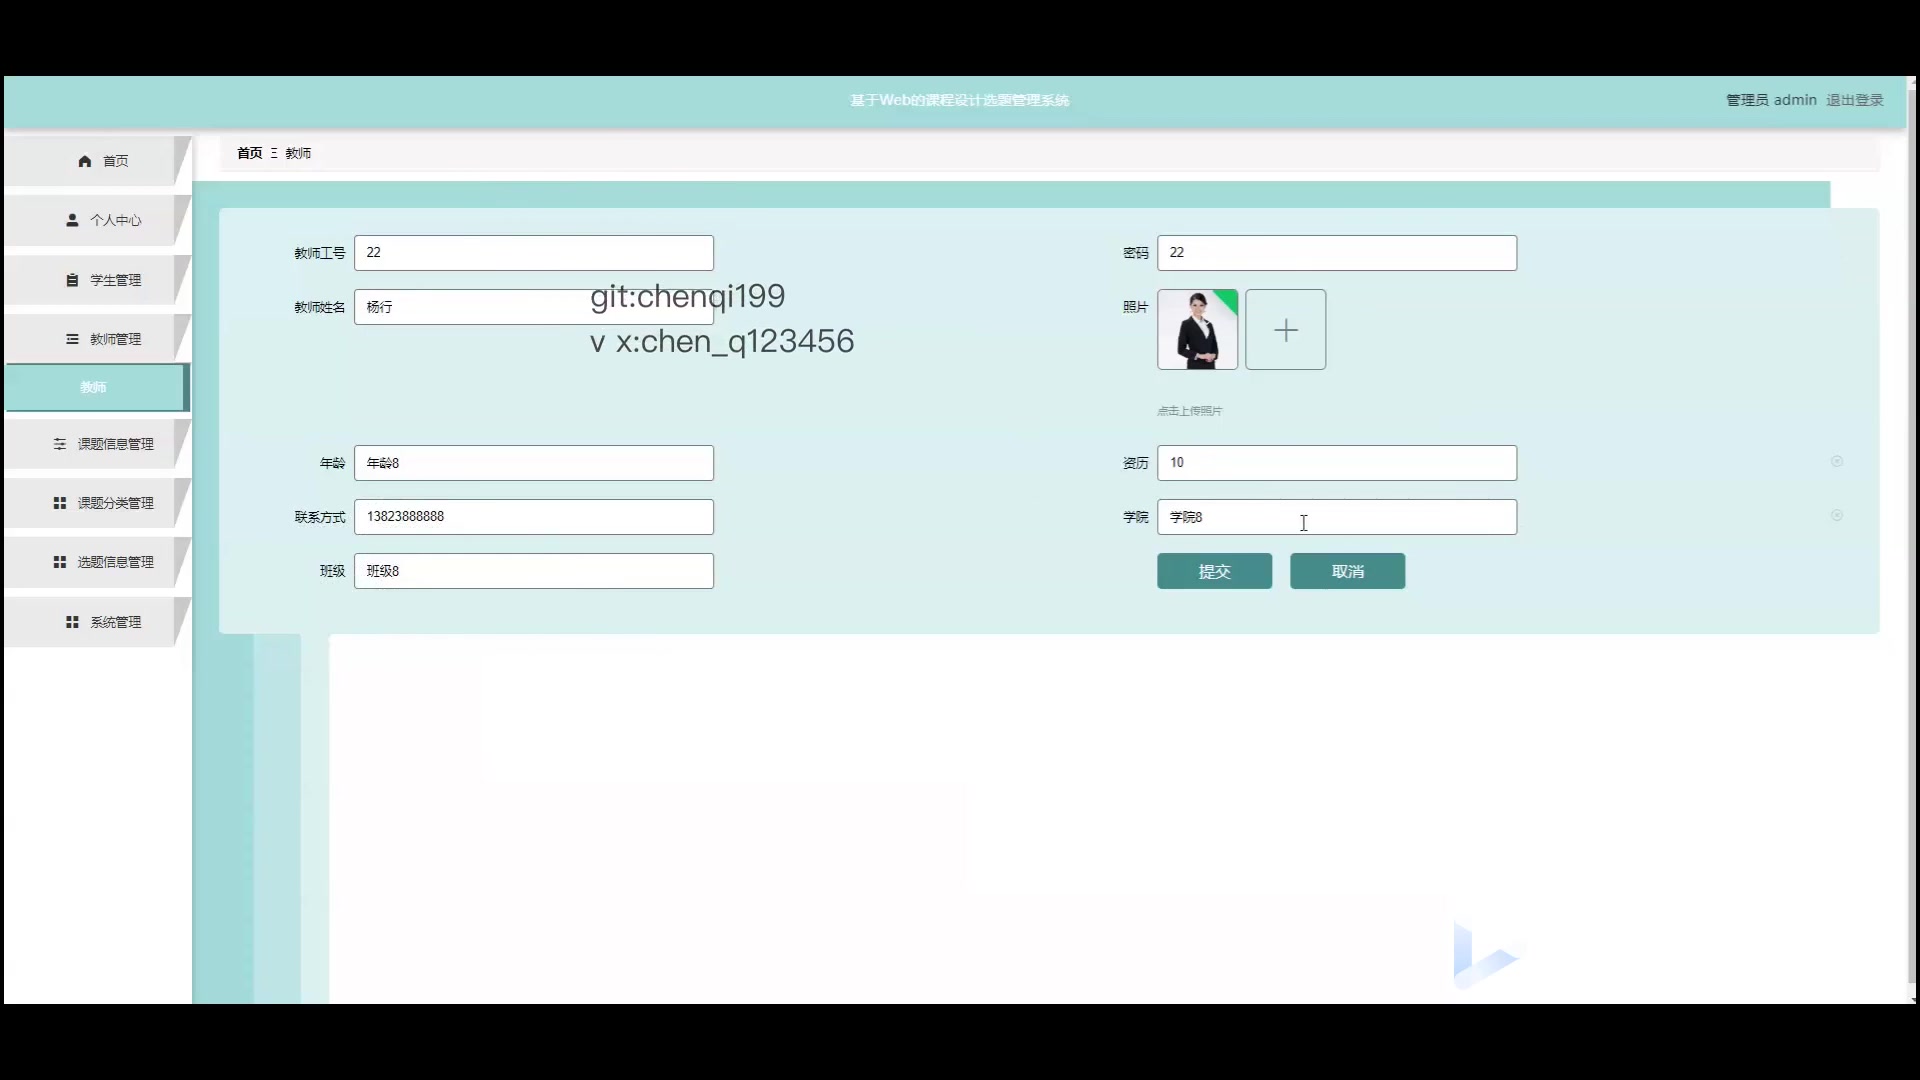 基于Web的课程设计选题管理系统
管理员 admin 退出登录
首页
个人中心
学生管理
教师管理
教师
课题信息管理
课题分类管理
选题信息管理
系统管理
首页 Ξ 教师
教师工号 22
密码 22
教师姓名 杨行
照片
点击上传照片
git:chenqi199
v x:chen_q123456
年龄 年龄8
资历 10
联系方式 13823888888
学院 学院8
班级 班级8
提交 取消